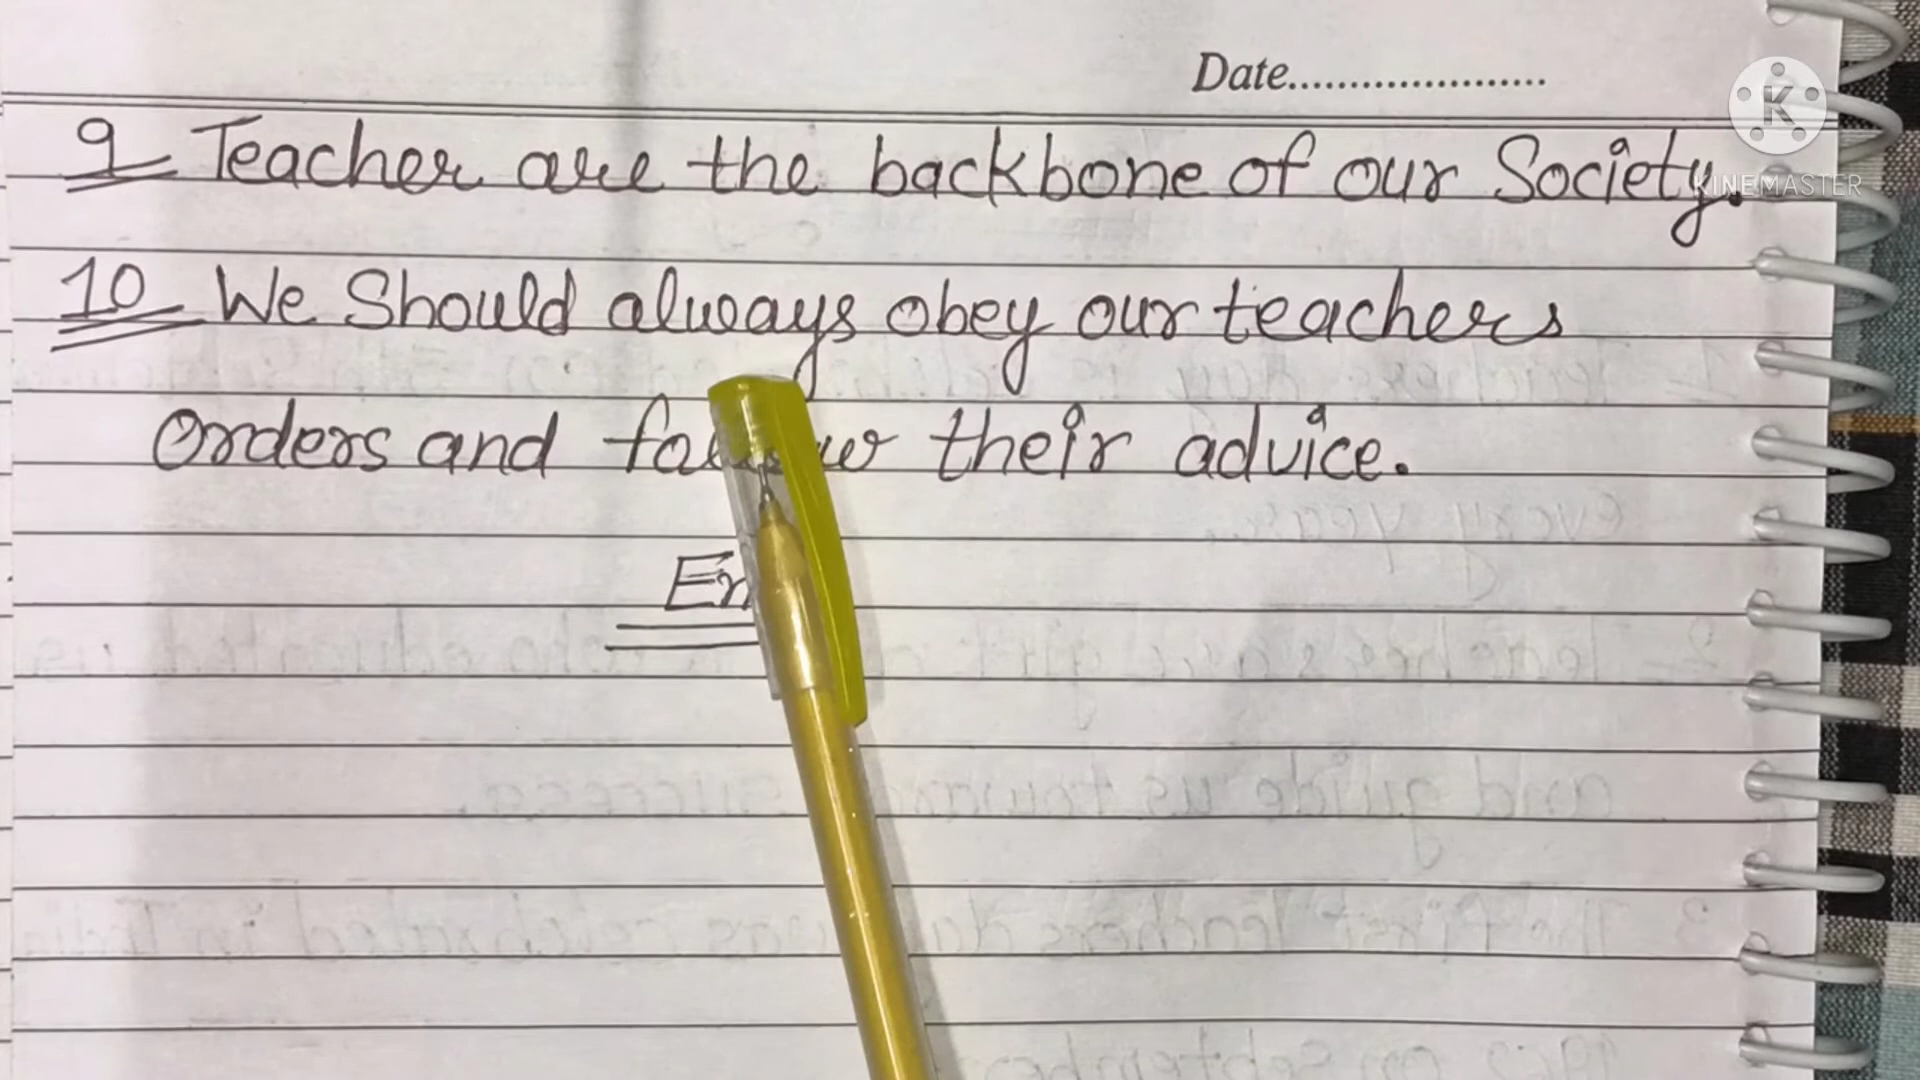 Date.....................
K
KINEMASTER
9 Teacher are the backbone of our Society.
10 We Should always obey our teachers
orders and follow their advice.